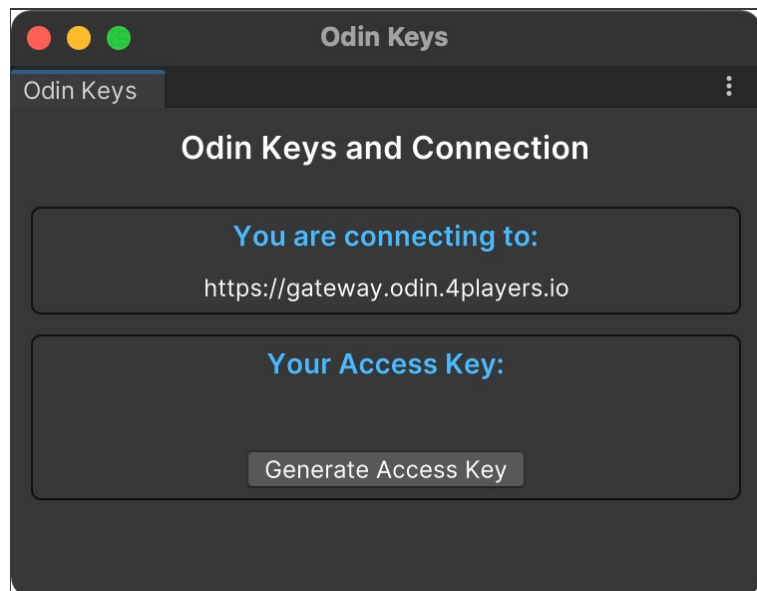 Odin Keys
Odin Keys
Odin Keys and Connection
You are connecting to:
https://gateway.odin.4players.io
Your Access Key:
Generate Access Key